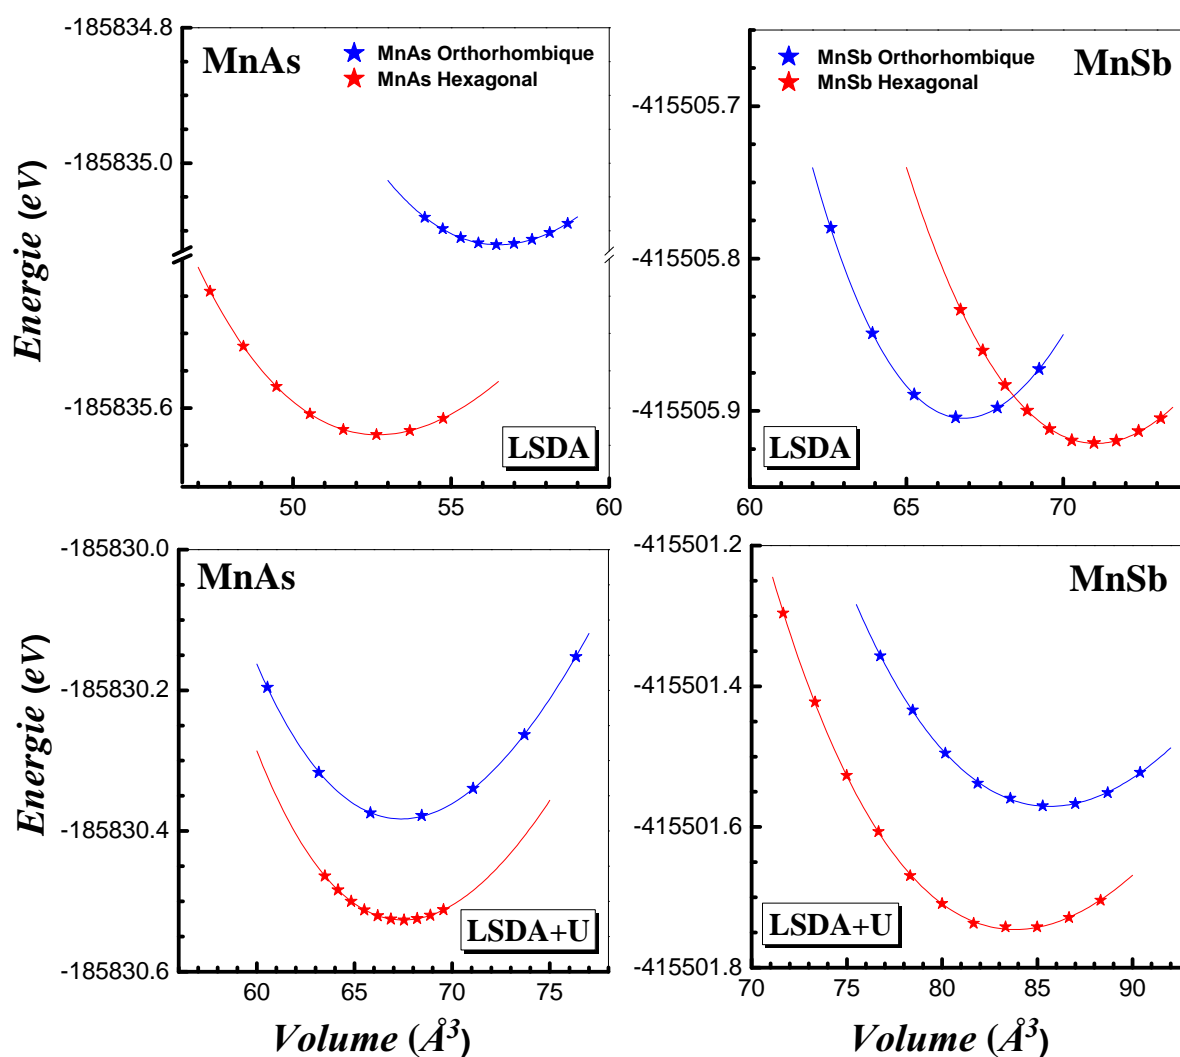 -185834.8
MnAs
MnAs Orthorhombique
MnAs Hexagonal
-185835.0
-185835.6
Energie (eV)
LSDA
50 55 60
MnSb Orthorhombique
MnSb Hexagonal
MnSb
-415505.7
-415505.8
-415505.9
LSDA
60 65 70
-185830.0
MnAs
-185830.2
-185830.4
-185830.6
Energie (eV)
LSDA+U
60 65 70 75
Volume (Å³)
-415501.2
MnSb
-415501.4
-415501.6
-415501.8
LSDA+U
70 75 80 85 90
Volume (Å³)